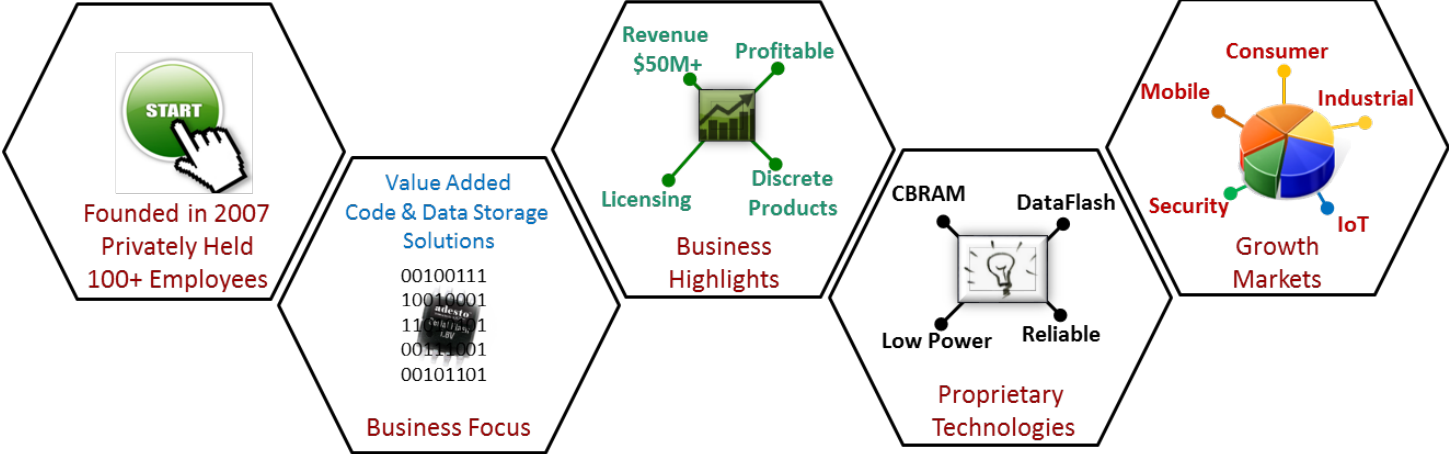 START
Founded in 2007
Privately Held
100+ Employees
Value Added
Code & Data Storage
Solutions
00100111
10010001
adesto
00111001
00101101
Business Focus
Revenue
$50M+
Profitable
Licensing
Discrete
Products
Business
Highlights
CBRAM
DataFlash
Low Power
Reliable
Proprietary
Technologies
Consumer
Mobile
Industrial
Security
IoT
Growth
Markets